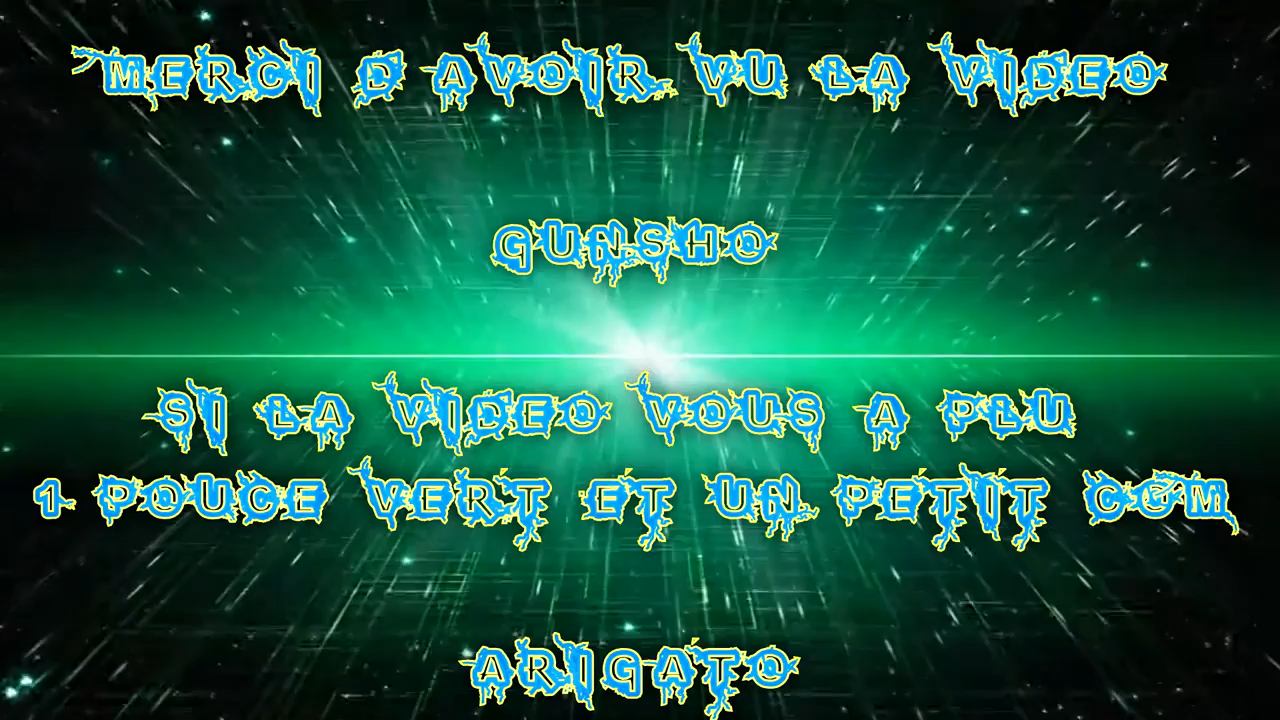 MERCI D AVOIR VU LA VIDEO
GUNSHO
SI LA VIDEO VOUS A PLU
1 POUCE VERT ET UN PETIT COM
ARIGATO